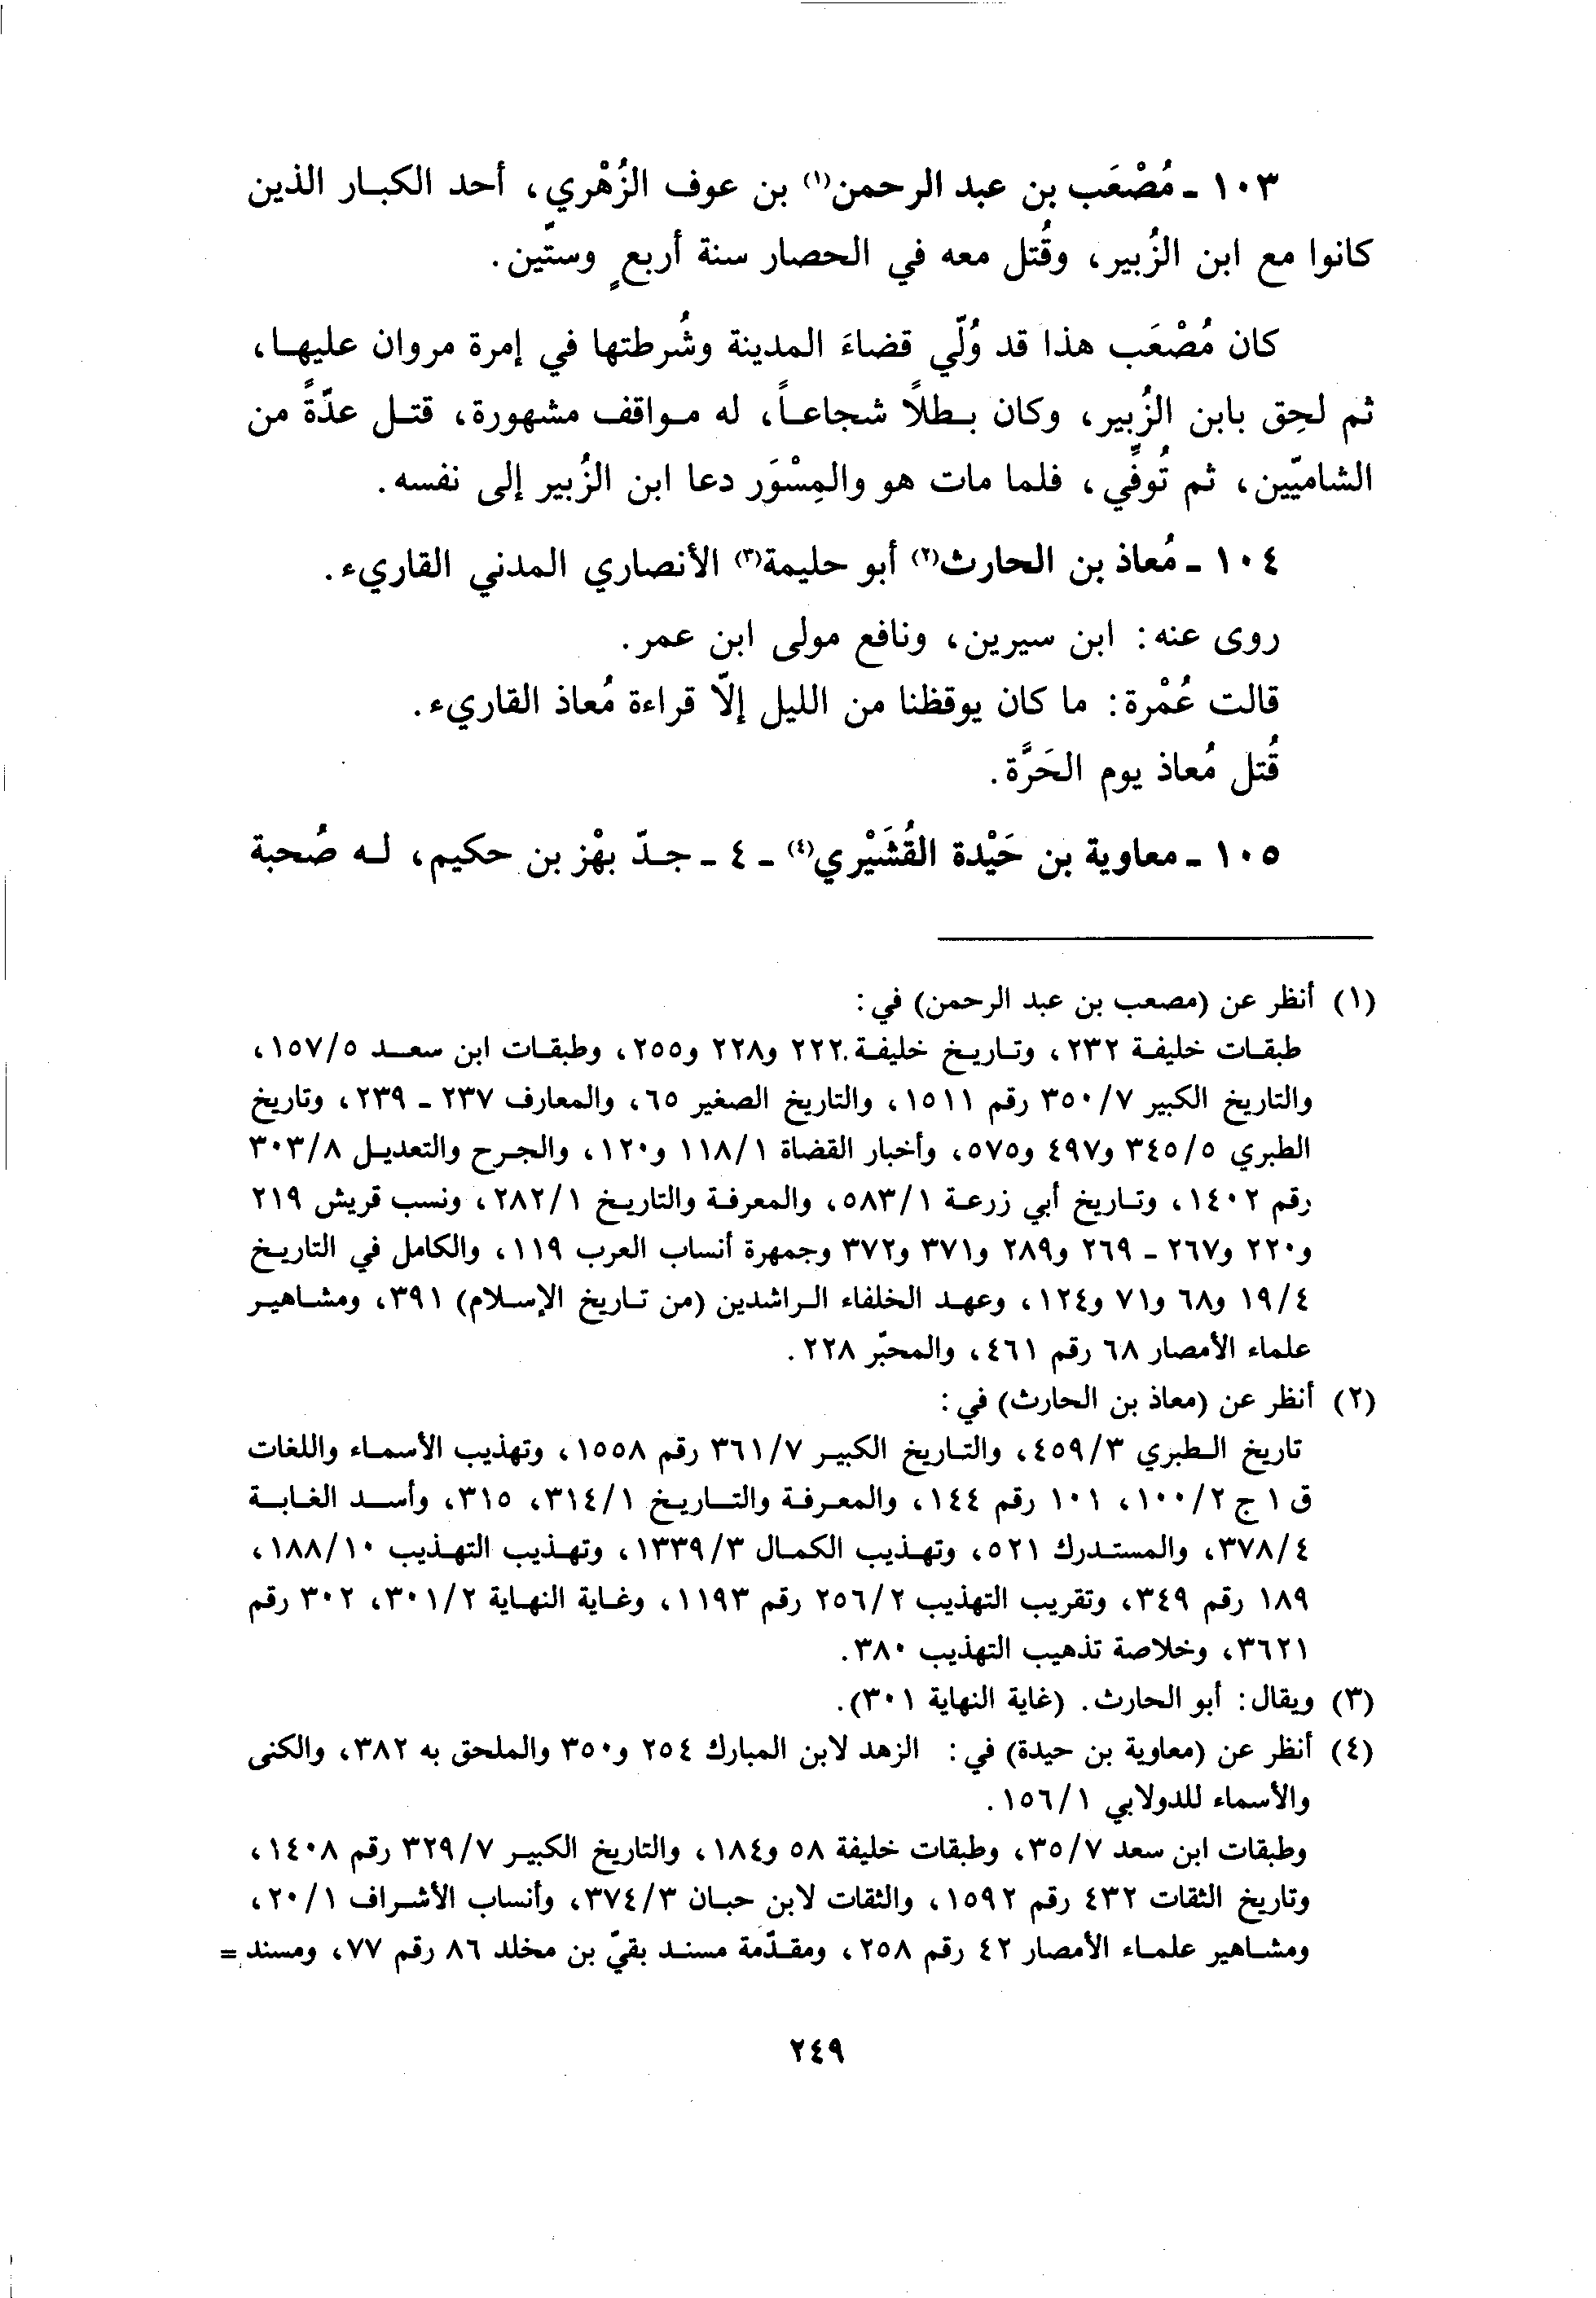 ١٠٣ - مُصْعَب بن عبد الرحمن(١) بن عوف الزُهْري، أحد الكبار الذين
كانوا مع ابن الزُبير، وقُتل معه في الحصار سنة أربعٍ وستّين.
كان مُصْعَب هذا قد وُلّي قضاءَ المدينة وشُرطتها في إمرة مروان عليها،
ثم لحِق بابن الزُبير، وكان بطلاً شجاعاً، له مواقف مشهورة، قتل عدّةً من
الشاميّين، ثم تُوفّي، فلما مات هو والمِسْوَر دعا ابن الزُبير إلى نفسه.
١٠٤ - مُعاذ بن الحارث(٢) أبو حليمة(٣) الأنصاري المدني القاريء.
روى عنه: ابن سيرين، ونافع مولى ابن عمر.
قالت عُمْرة: ما كان يوقظنا من الليل إلّا قراءة مُعاذ القاريء.
قُتل مُعاذ يوم الحَرَّة.
١٠٥ - معاوية بن حَيْدة القُشَيْري(٤) - ٤ - جدّ بهْز بن حكيم، له صُحبة
(١) أنظر عن (مصعب بن عبد الرحمن) في:
طبقات خليفة ٢٣٢، وتاريخ خليفة ٢٢٢ و٢٢٨ و٢٥٥، وطبقات ابن سعد ١٥٧/٥،
والتاريخ الكبير ٣٥٠/٧ رقم ١٥١١، والتاريخ الصغير ٦٥، والمعارف ٢٣٧ - ٢٣٩، وتاريخ
الطبري ٣٤٥/٥ و٤٩٧ و٥٧٥، وأخبار القضاة ١١٨/١ و١٢٠، والجرح والتعديل ٣٠٣/٨
رقم ١٤٠٢، وتاريخ أبي زرعة ٥٨٣/١، والمعرفة والتاريخ ٢٨٢/١، ونسب قريش ٢١٩
و٢٢٠ و٢٦٧ - ٢٦٩ و٢٨٩ و٣٧١ و٣٧٢ وجمهرة أنساب العرب ١١٩، والكامل في التاريخ
١٩/٤ و٦٨ و٧١ و١٢٤، وعهد الخلفاء الراشدين (من تاريخ الإسلام) ٣٩١، ومشاهير
علماء الأمصار ٦٨ رقم ٤٦١، والمحبّر ٢٢٨.
(٢) أنظر عن (معاذ بن الحارث) في:
تاريخ الطبري ٤٥٩/٣، والتاريخ الكبير ٣٦١/٧ رقم ١٥٥٨، وتهذيب الأسماء واللغات
ق ١ ج ١٠٠/٢، ١٠١ رقم ١٤٤، والمعرفة والتاريخ ٣١٤/١، ٣١٥، وأسد الغابة
٣٧٨/٤، والمستدرك ٥٢١، وتهذيب الكمال ١٣٣٩/٣، وتهذيب التهذيب ١٨٨/١٠،
١٨٩ رقم ٣٤٩، وتقريب التهذيب ٢٥٦/٢ رقم ١١٩٣، وغاية النهاية ٣٠١/٢، ٣٠٢ رقم
٣٦٢١، وخلاصة تذهيب التهذيب ٣٨٠.
(٣) ويقال: أبو الحارث. (غاية النهاية ٣٠١).
(٤) أنظر عن (معاوية بن حيدة) في: الزهد لابن المبارك ٢٥٤ و٣٥٠ والملحق به ٣٨٢، والكنى
والأسماء للدولابي ١٥٦/١.
وطبقات ابن سعد ٣٥/٧، وطبقات خليفة ٥٨ و١٨٤، والتاريخ الكبير ٣٢٩/٧ رقم ١٤٠٨،
وتاريخ الثقات ٤٣٢ رقم ١٥٩٢، والثقات لابن حبان ٣٧٤/٣، وأنساب الأشراف ٢٠/١،
ومشاهير علماء الأمصار ٤٢ رقم ٢٥٨، ومقدّمة مسند بقيّ بن مخلد ٨٦ رقم ٧٧، ومسند =
٢٤٩